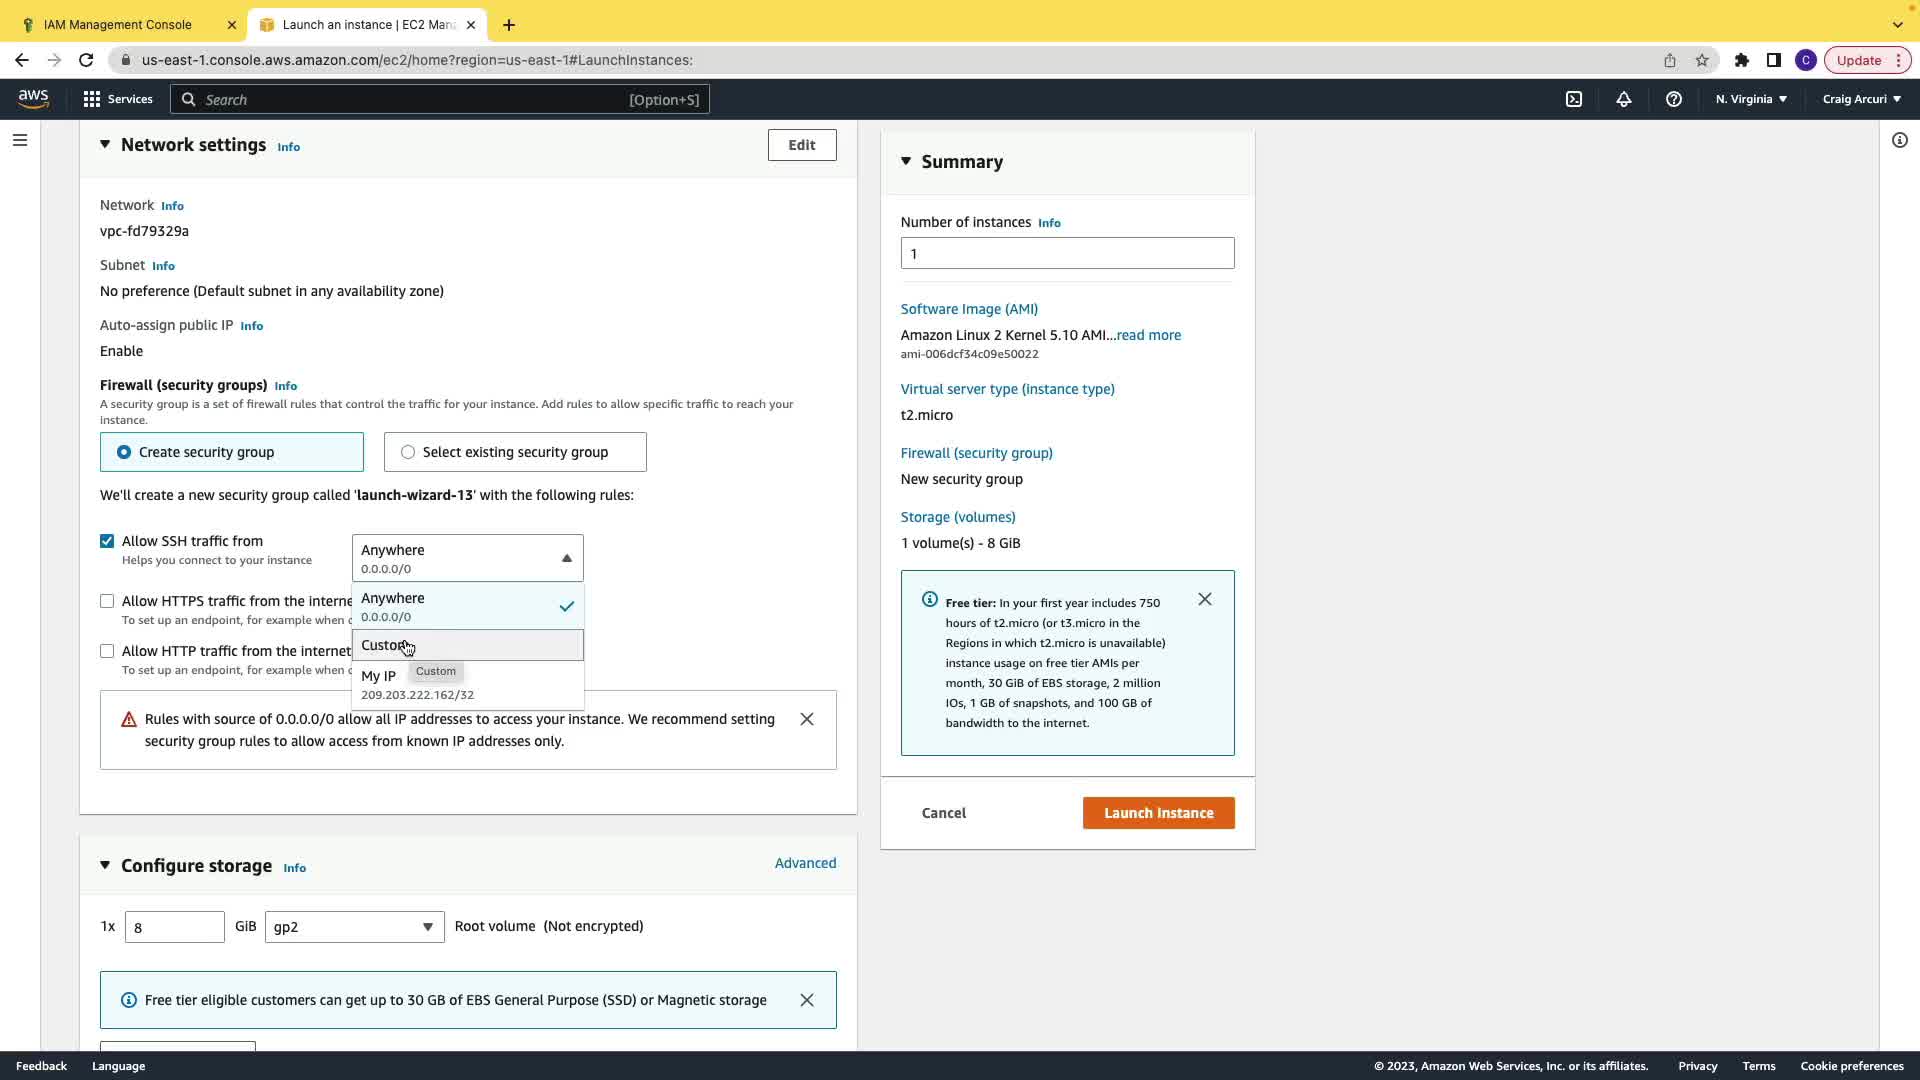 IAM Management Console
Launch an instance | EC2 Man
us-east-1.console.aws.amazon.com/ec2/home?region=us-east-1#LaunchInstances:
C
Update
aws
Services
Search
[Option+S]
N. Virginia
Craig Arcuri
Network settings Info
Edit
Network Info
vpc-fd79329a
Subnet Info
No preference (Default subnet in any availability zone)
Auto-assign public IP Info
Enable
Firewall (security groups) Info
A security group is a set of firewall rules that control the traffic for your instance. Add rules to allow specific traffic to reach your
instance.
Create security group
Select existing security group
We'll create a new security group called 'launch-wizard-13' with the following rules:
Allow SSH traffic from
Helps you connect to your instance
Anywhere
0.0.0.0/0
Anywhere
0.0.0.0/0
Custom
Custom
My IP
209.203.222.162/32
Allow HTTPS traffic from the interne
To set up an endpoint, for example when c
Allow HTTP traffic from the internet
To set up an endpoint, for example when c
Rules with source of 0.0.0.0/0 allow all IP addresses to access your instance. We recommend setting
security group rules to allow access from known IP addresses only.
Configure storage Info
Advanced
1x
8
GiB
gp2
Root volume (Not encrypted)
Free tier eligible customers can get up to 30 GB of EBS General Purpose (SSD) or Magnetic storage
Summary
Number of instances Info
1
Software Image (AMI)
Amazon Linux 2 Kernel 5.10 AMI...read more
ami-006dcf34c09e50022
Virtual server type (instance type)
t2.micro
Firewall (security group)
New security group
Storage (volumes)
1 volume(s) - 8 GiB
Free tier: In your first year includes 750
hours of t2.micro (or t3.micro in the
Regions in which t2.micro is unavailable)
instance usage on free tier AMIs per
month, 30 GiB of EBS storage, 2 million
IOs, 1 GB of snapshots, and 100 GB of
bandwidth to the internet.
Cancel
Launch instance
Feedback
Language
© 2023, Amazon Web Services, Inc. or its affiliates.
Privacy
Terms
Cookie preferences